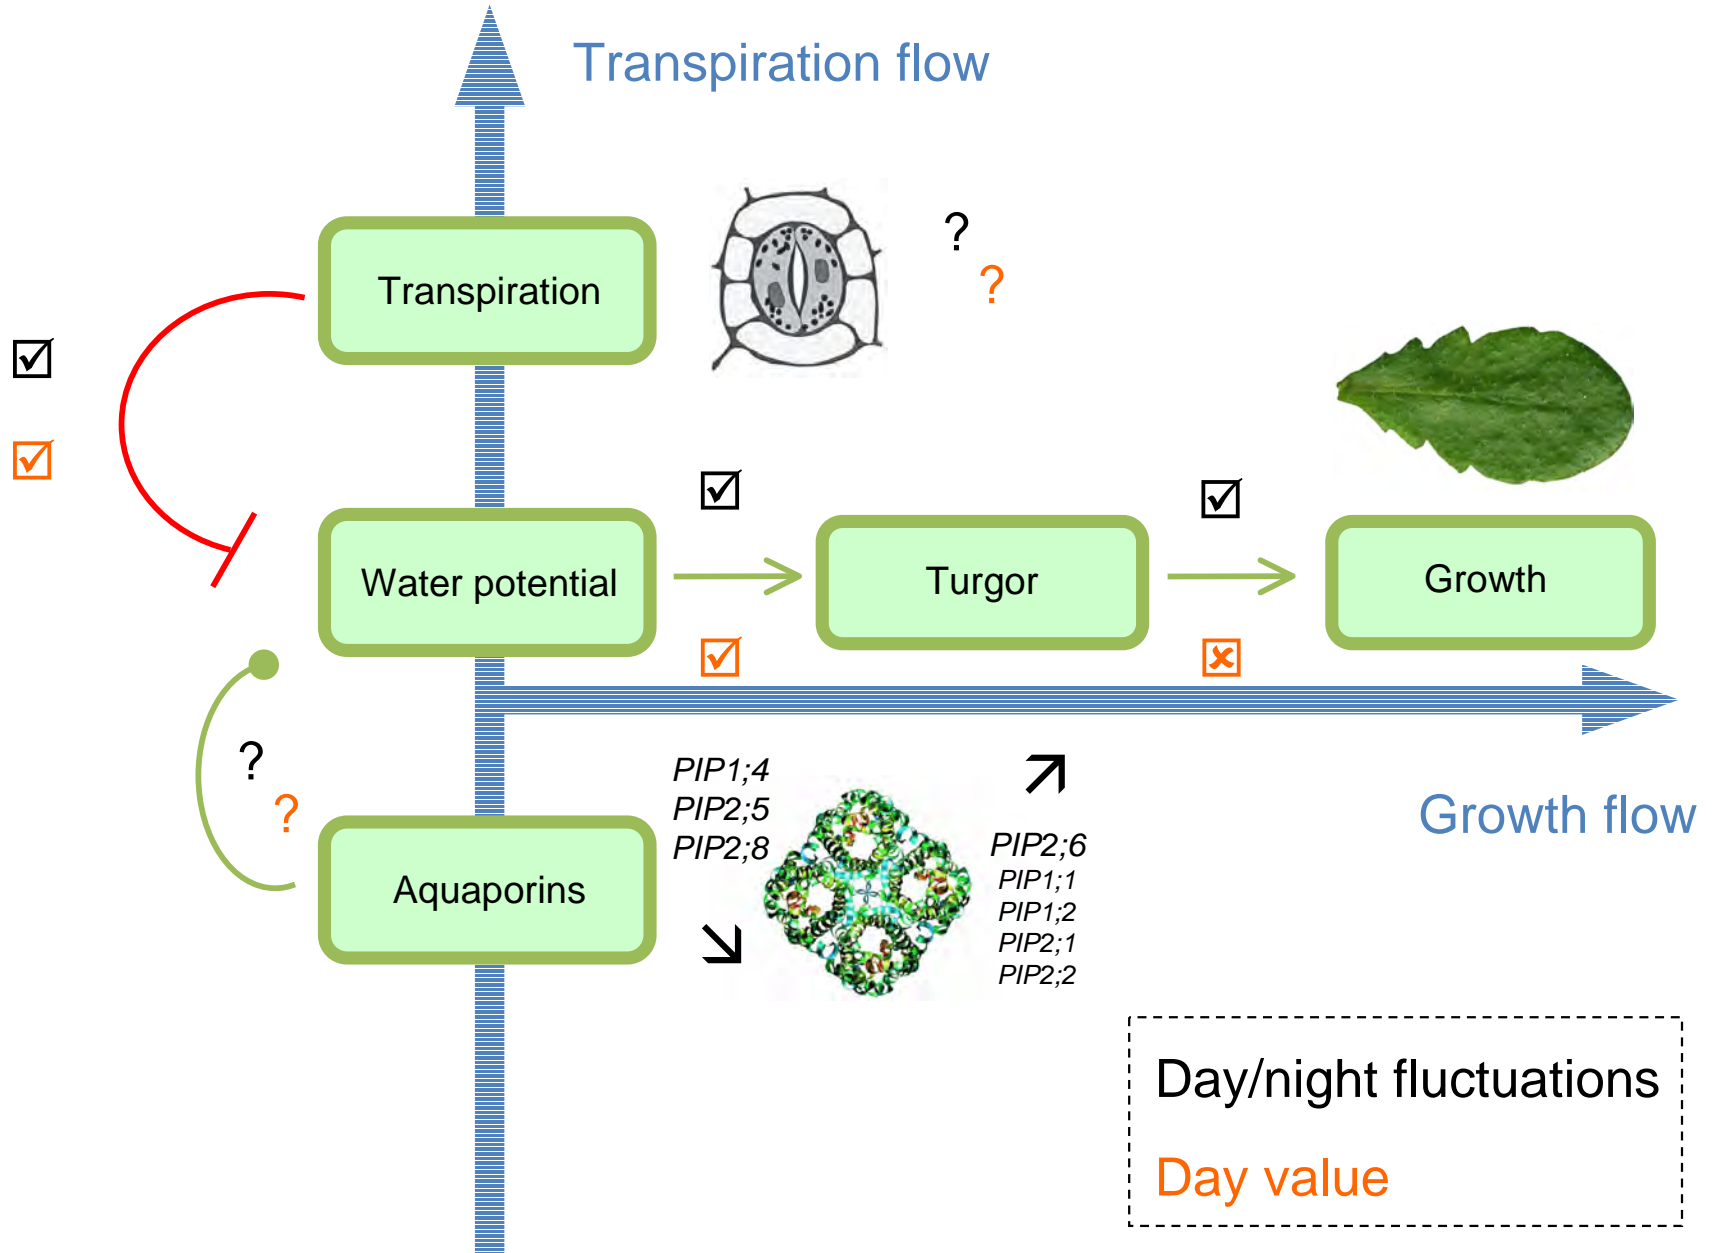 Transpiration flow
?
?
Transpiration
Water potential
Turgor
Growth
?
?
PIP1;4
PIP2;5
PIP2;8
Growth flow
PIP2;6
PIP1;1
PIP1;2
PIP2;1
PIP2;2
Aquaporins
Day/night fluctuations
Day value